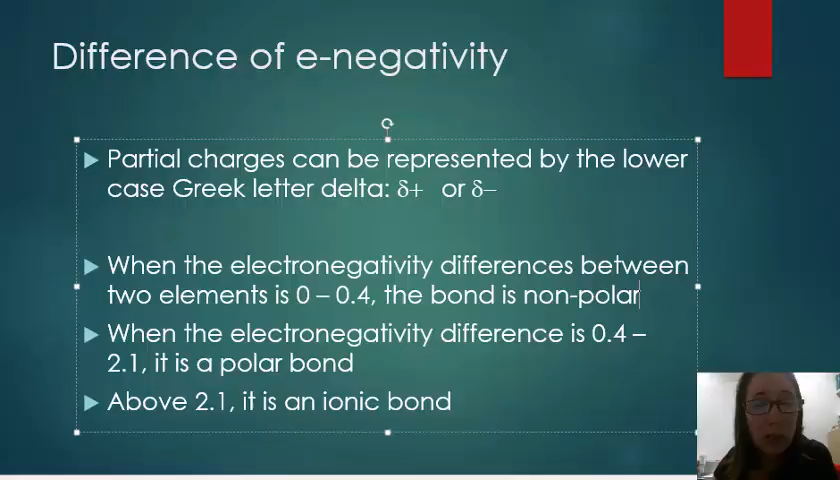 Difference of e-negativity
Partial charges can be represented by the lower
case Greek letter delta: δ+ or δ−
When the electronegativity differences between
two elements is 0 – 0.4, the bond is non-polar
When the electronegativity difference is 0.4 –
2.1, it is a polar bond
Above 2.1, it is an ionic bond